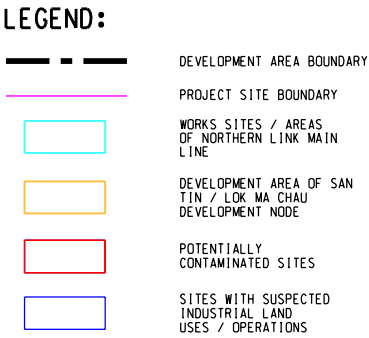 LEGEND:
DEVELOPMENT AREA BOUNDARY
PROJECT SITE BOUNDARY
WORKS SITES / AREAS
OF NORTHERN LINK MAIN
LINE
DEVELOPMENT AREA OF SAN
TIN / LOK MA CHAU
DEVELOPMENT NODE
POTENTIALLY
CONTAMINATED SITES
SITES WITH SUSPECTED
INDUSTRIAL LAND
USES / OPERATIONS